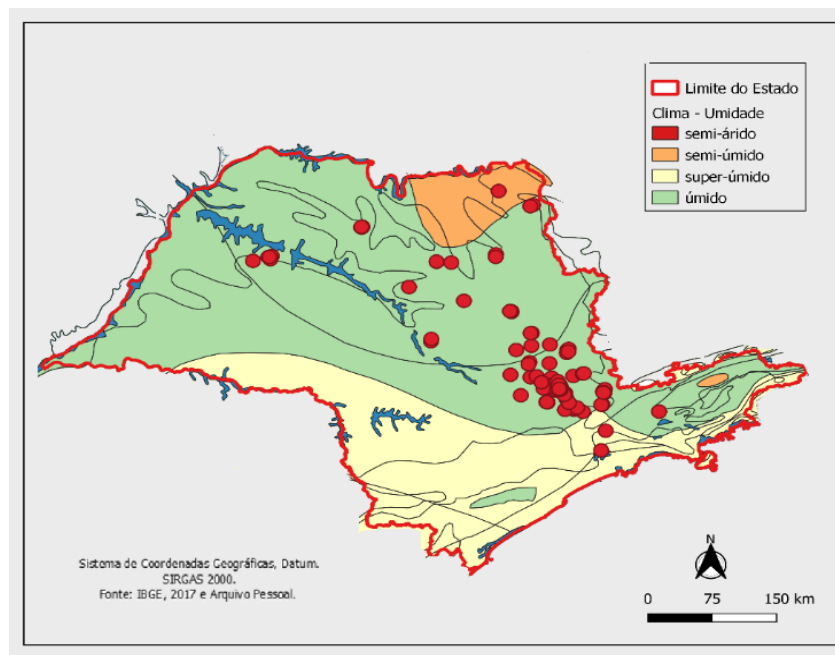 Limite do Estado
Clima - Umidade
semi-árido
semi-úmido
super-úmido
úmido
Sistema de Coordenadas Geográficas, Datum.
SIRGAS 2000.
Fonte: IBGE, 2017 e Arquivo Pessoal.
N
0 75 150 km